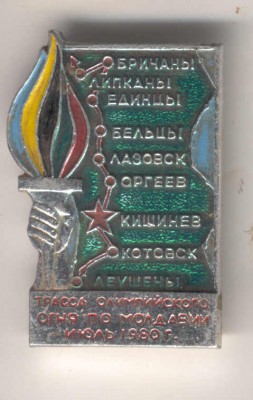 БРИЧАНЫ
ЛИПКАНЫ
ЕДИНЦЫ
БЕЛЬЦЫ
ЛАЗОВСК
ОРГЕЕВ
КИШИНЕВ
КОТОВСК
ЛЕУШЕНЫ
ТРАССА ОЛИМПИЙСКОГО
ОГНЯ ПО МОЛДАВИИ
ИЮЛЬ 1980 Г.